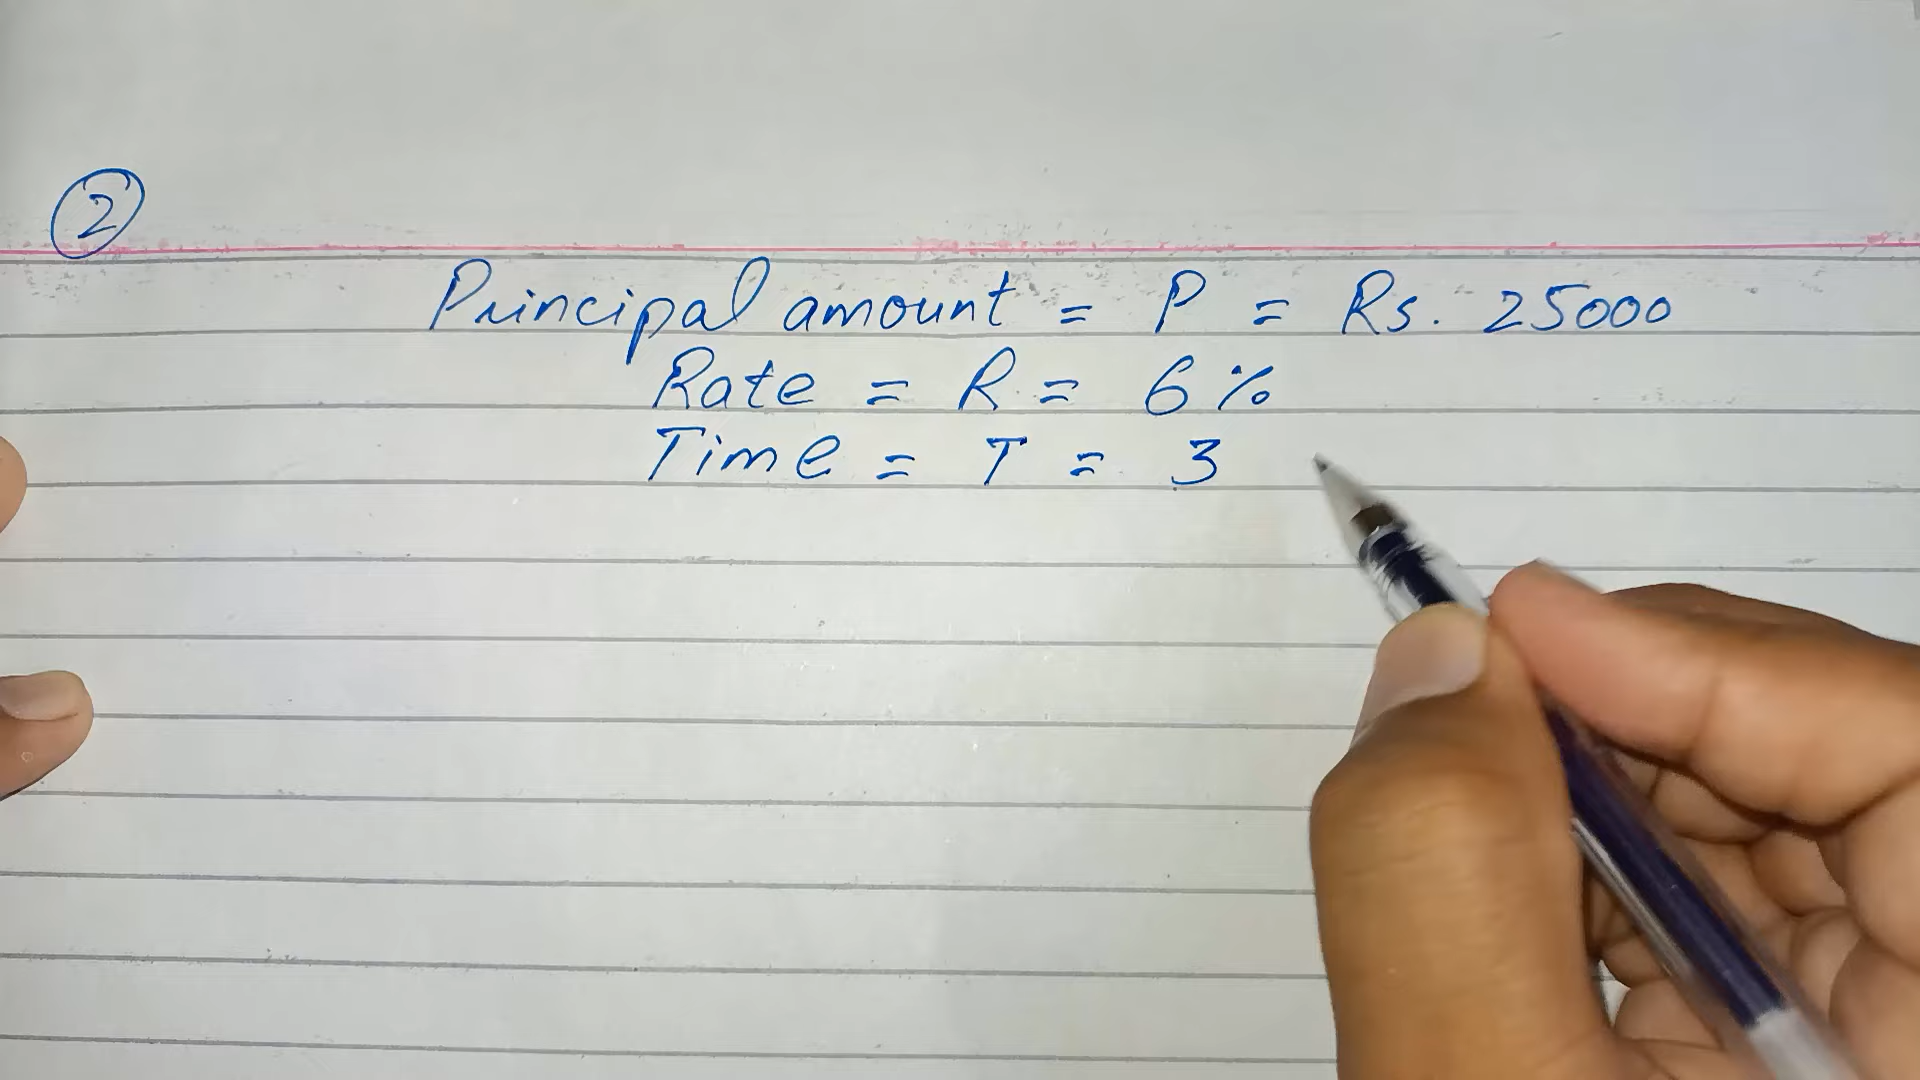 2
Principal amount = P = Rs. 25000
Rate = R = 6%
Time = T = 3